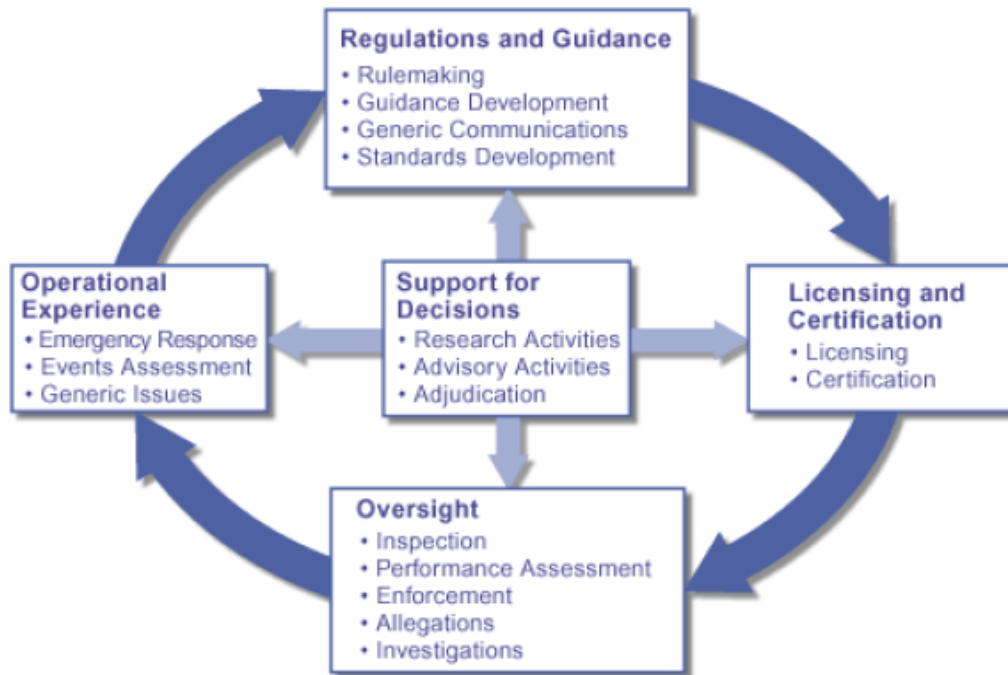 Regulations and Guidance
• Rulemaking
• Guidance Development
• Generic Communications
• Standards Development
Operational
Experience
• Emergency Response
• Events Assessment
• Generic Issues
Support for
Decisions
• Research Activities
• Advisory Activities
• Adjudication
Licensing and
Certification
• Licensing
• Certification
Oversight
• Inspection
• Performance Assessment
• Enforcement
• Allegations
• Investigations